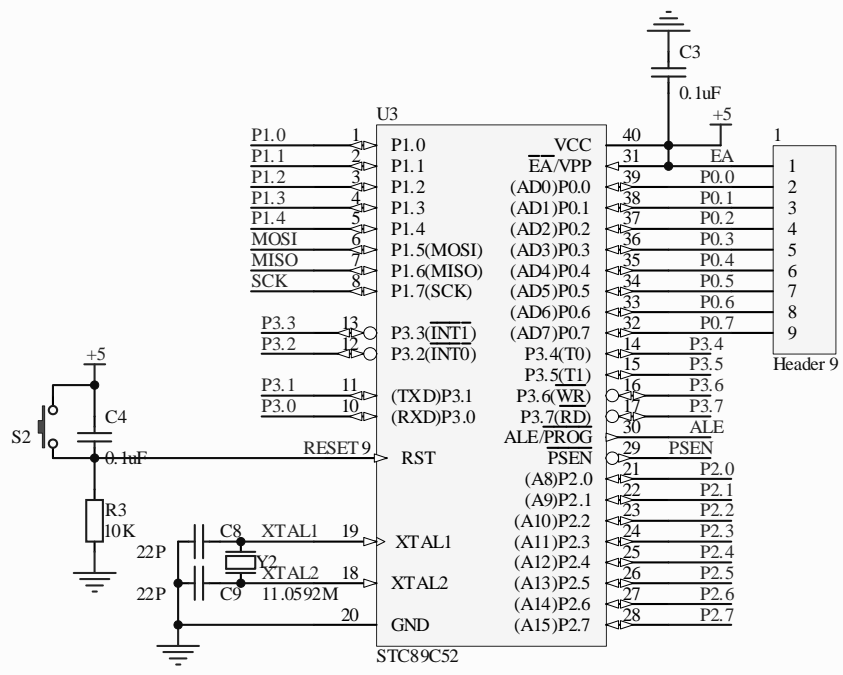 C3
0.1uF
+5
U3
1
P1.0 1 P1.0 VCC 40
P1.1 2 P1.1 EA/VPP 31 EA 1
P1.2 3 P1.2 (AD0)P0.0 39 P0.0 2
P1.3 4 P1.3 (AD1)P0.1 38 P0.1 3
P1.4 5 P1.4 (AD2)P0.2 37 P0.2 4
MOSI 6 P1.5(MOSI) (AD3)P0.3 36 P0.3 5
MISO 7 P1.6(MISO) (AD4)P0.4 35 P0.4 6
SCK 8 P1.7(SCK) (AD5)P0.5 34 P0.5 7
(AD6)P0.6 33 P0.6 8
P3.3 13 P3.3(INT1) (AD7)P0.7 32 P0.7 9
P3.2 12 P3.2(INT0) P3.4(T0) 14 P3.4
Header 9
+5
P3.5(T1) 15 P3.5
P3.1 11 (TXD)P3.1 P3.6(WR) 16 P3.6
P3.0 10 (RXD)P3.0 P3.7(RD) 17 P3.7
C4
S2
ALE/PROG 30 ALE
0.1uF RESET 9 RST PSEN 29 PSEN
(A8)P2.0 21 P2.0
(A9)P2.1 22 P2.1
R3
10K
(A10)P2.2 23 P2.2
C8 XTAL1 19 XTAL1 (A11)P2.3 24 P2.3
22P
Y2
(A12)P2.4 25 P2.4
XTAL2 18 XTAL2 (A13)P2.5 26 P2.5
22P C9 11.0592M
(A14)P2.6 27 P2.6
20 GND (A15)P2.7 28 P2.7
STC89C52